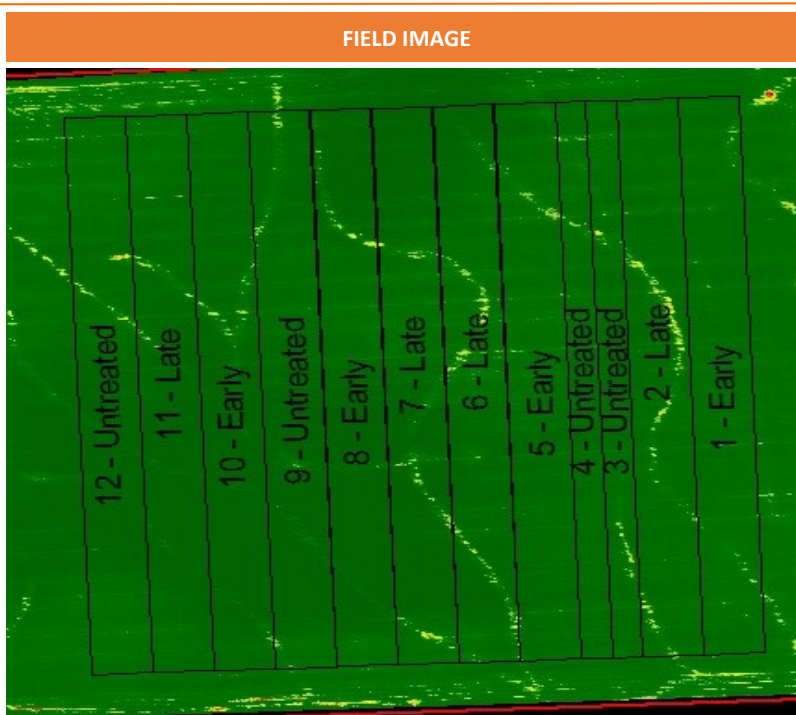 FIELD IMAGE
12 - Untreated
11 - Late
10 - Early
9 - Untreated
8 - Early
7 - Late
6 - Late
5 - Early
4 - Untreated
3 - Untreated
2 - Late
1 - Early